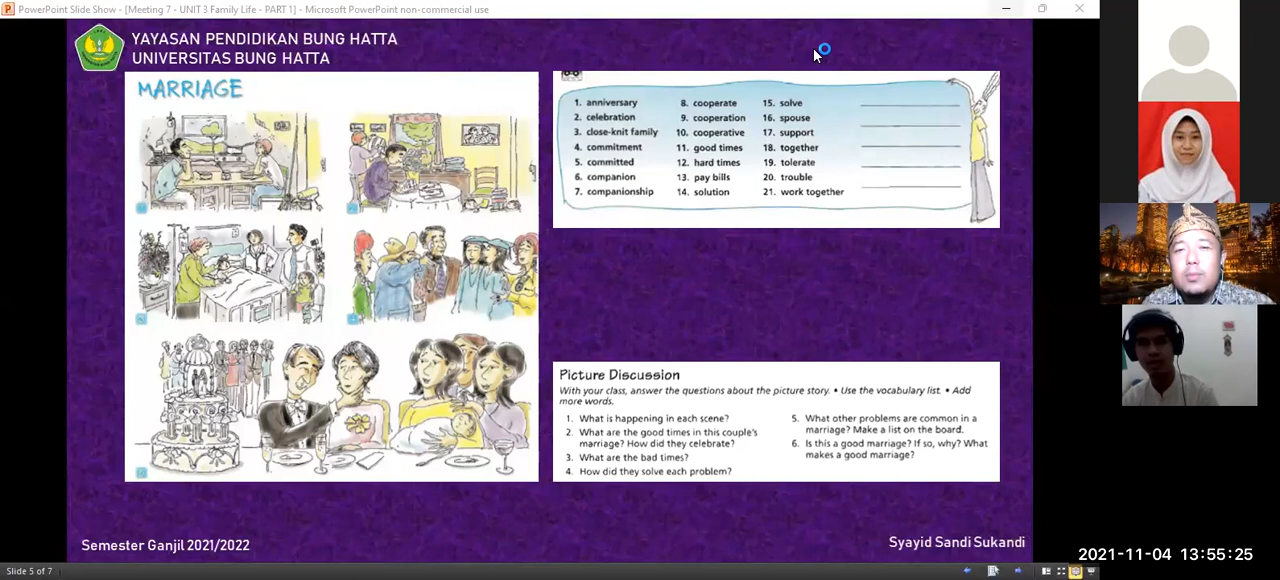 PowerPoint Slide Show - [Meeting 7 - UNIT 3 Family Life - PART 1] - Microsoft PowerPoint non-commercial use
YAYASAN PENDIDIKAN BUNG HATTA
UNIVERSITAS BUNG HATTA
MARRIAGE
1. anniversary
2. celebration
3. close-knit family
4. commitment
5. committed
6. companion
7. companionship
8. cooperate
9. cooperation
10. cooperative
11. good times
12. hard times
13. pay bills
14. solution
15. solve
16. spouse
17. support
18. together
19. tolerate
20. trouble
21. work together
Picture Discussion
With your class, answer the questions about the picture story. • Use the vocabulary list. • Add
more words.
1. What is happening in each scene?
2. What are the good times in this couple's
marriage? How did they celebrate?
3. What are the bad times?
4. How did they solve each problem?
5. What other problems are common in a
marriage? Make a list on the board.
6. Is this a good marriage? If so, why? What
makes a good marriage?
Semester Ganjil 2021/2022
Syayid Sandi Sukandi
2021-11-04 13:55:25
Slide 5 of 7